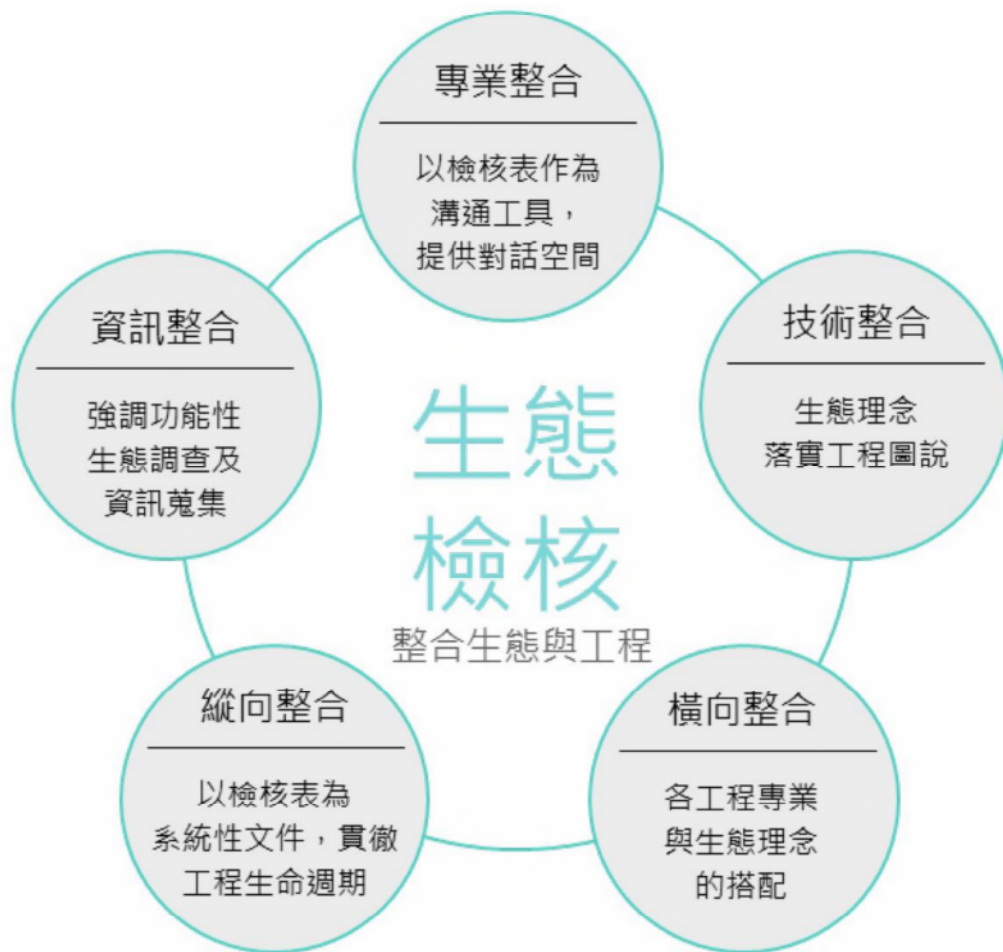 專業整合
以檢核表作為
溝通工具，
提供對話空間
技術整合
生態理念
落實工程圖說
橫向整合
各工程專業
與生態理念
的搭配
縱向整合
以檢核表為
系統性文件，貫徹
工程生命週期
資訊整合
強調功能性
生態調查及
資訊蒐集
生態
檢核
整合生態與工程